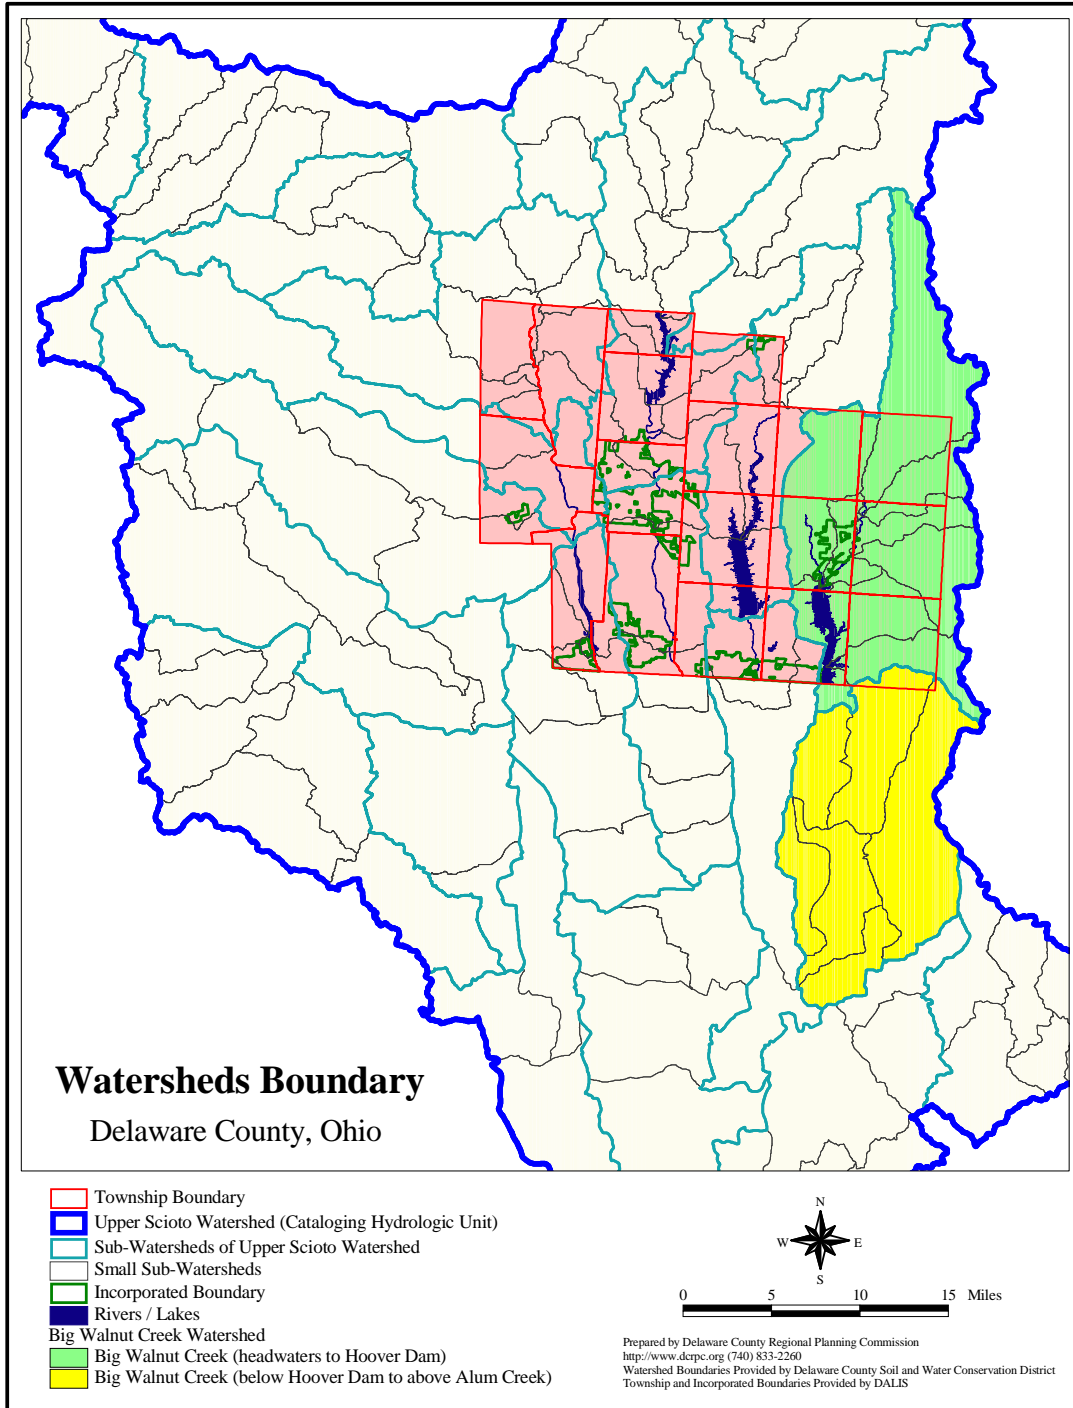 Watersheds Boundary
Delaware County, Ohio
Township Boundary
Upper Scioto Watershed (Cataloging Hydrologic Unit)
Sub-Watersheds of Upper Scioto Watershed
Small Sub-Watersheds
Incorporated Boundary
Rivers / Lakes
Big Walnut Creek Watershed
Big Walnut Creek (headwaters to Hoover Dam)
Big Walnut Creek (below Hoover Dam to above Alum Creek)
N
W E
S
0 5 10 15 Miles
Prepared by Delaware County Regional Planning Commission
http://www.dcrpc.org (740) 833-2260
Watershed Boundaries Provided by Delaware County Soil and Water Conservation District
Township and Incorporated Boundaries Provided by DALIS